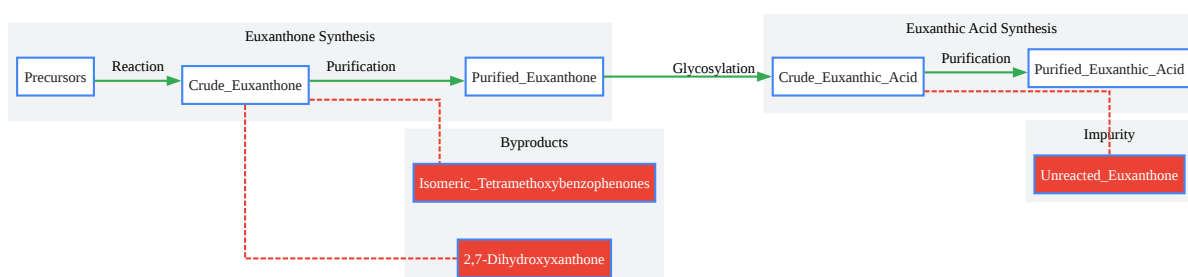 Euxanthone Synthesis
Precursors
Reaction
Crude_Euxanthone
Purification
Purified_Euxanthone
Glycosylation
Euxanthic Acid Synthesis
Crude_Euxanthic_Acid
Purification
Purified_Euxanthic_Acid
Byproducts
Isomeric_Tetramethoxybenzophenones
2,7-Dihydroxyxanthone
Impurity
Unreacted_Euxanthone